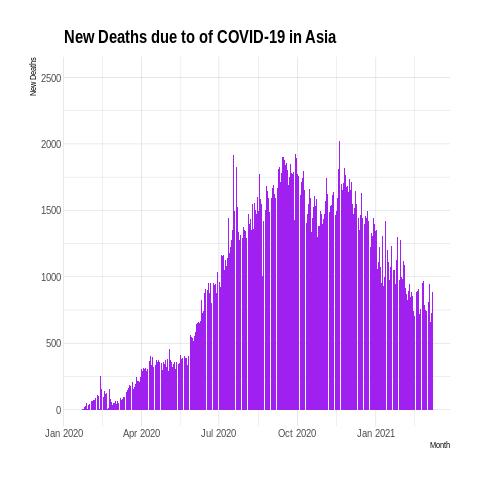 New Deaths due to of COVID-19 in Asia
New Deaths
2500
2000
1500
1000
500
0
Jan 2020 Apr 2020 Jul 2020 Oct 2020 Jan 2021
Month